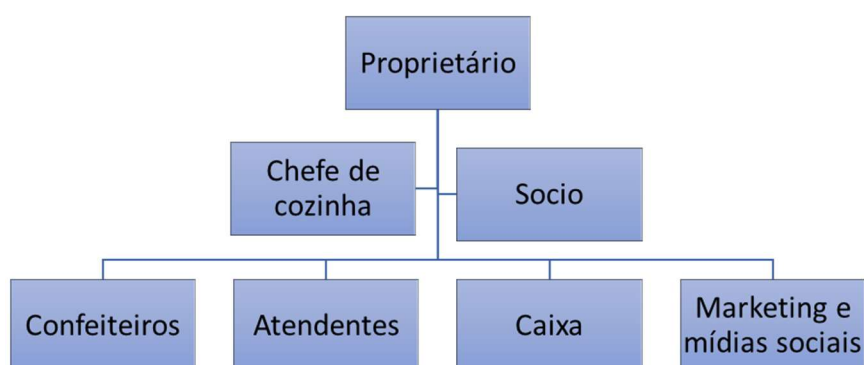 Proprietário
Chefe de
cozinha
Socio
Confeiteiros
Atendentes
Caixa
Marketing e
mídias sociais